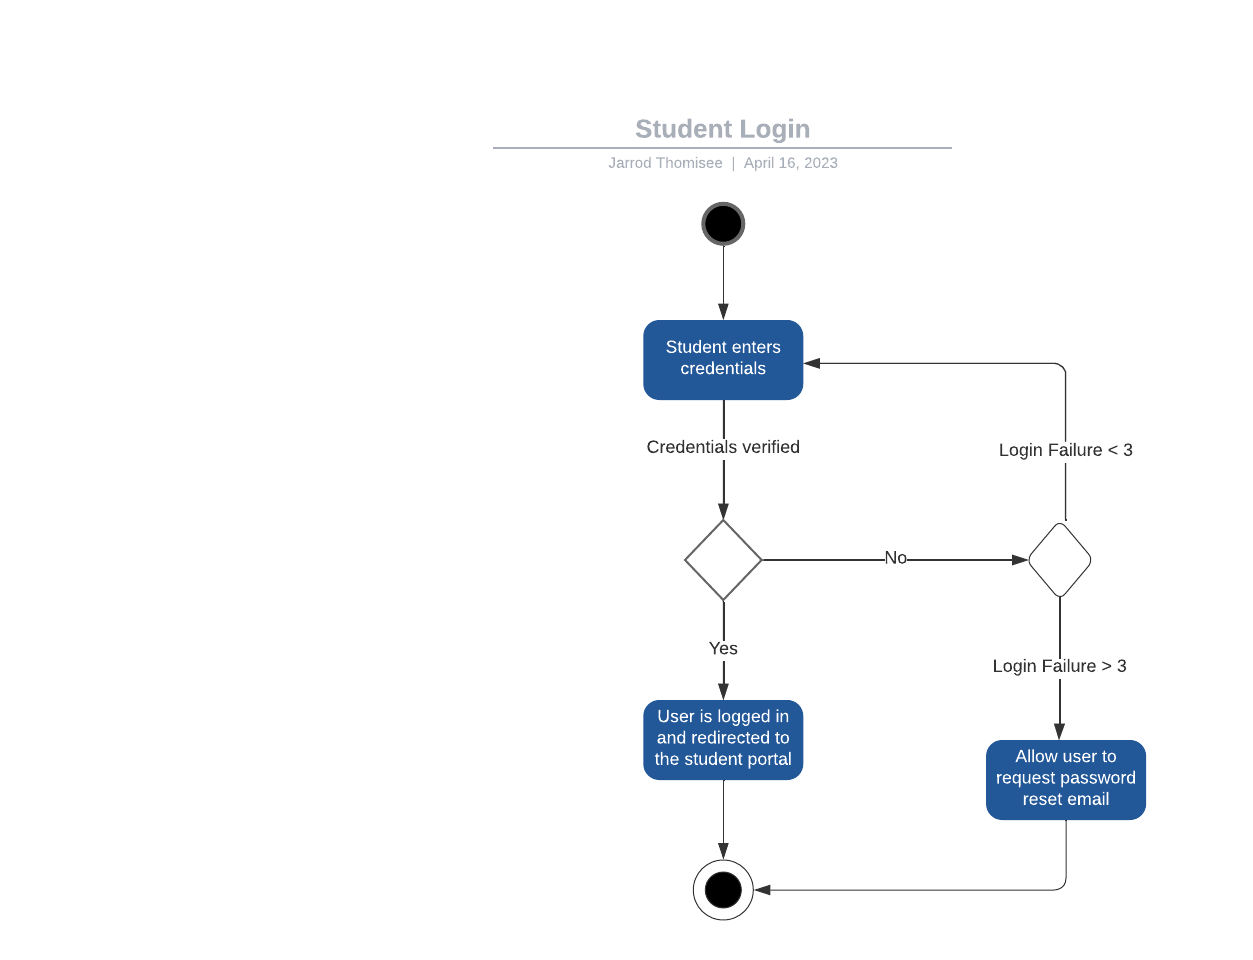 Student Login
Jarrod Thomisee | April 16, 2023
Student enters
credentials
Credentials verified
Login Failure < 3
No
Yes
Login Failure > 3
User is logged in
and redirected to
the student portal
Allow user to
request password
reset email